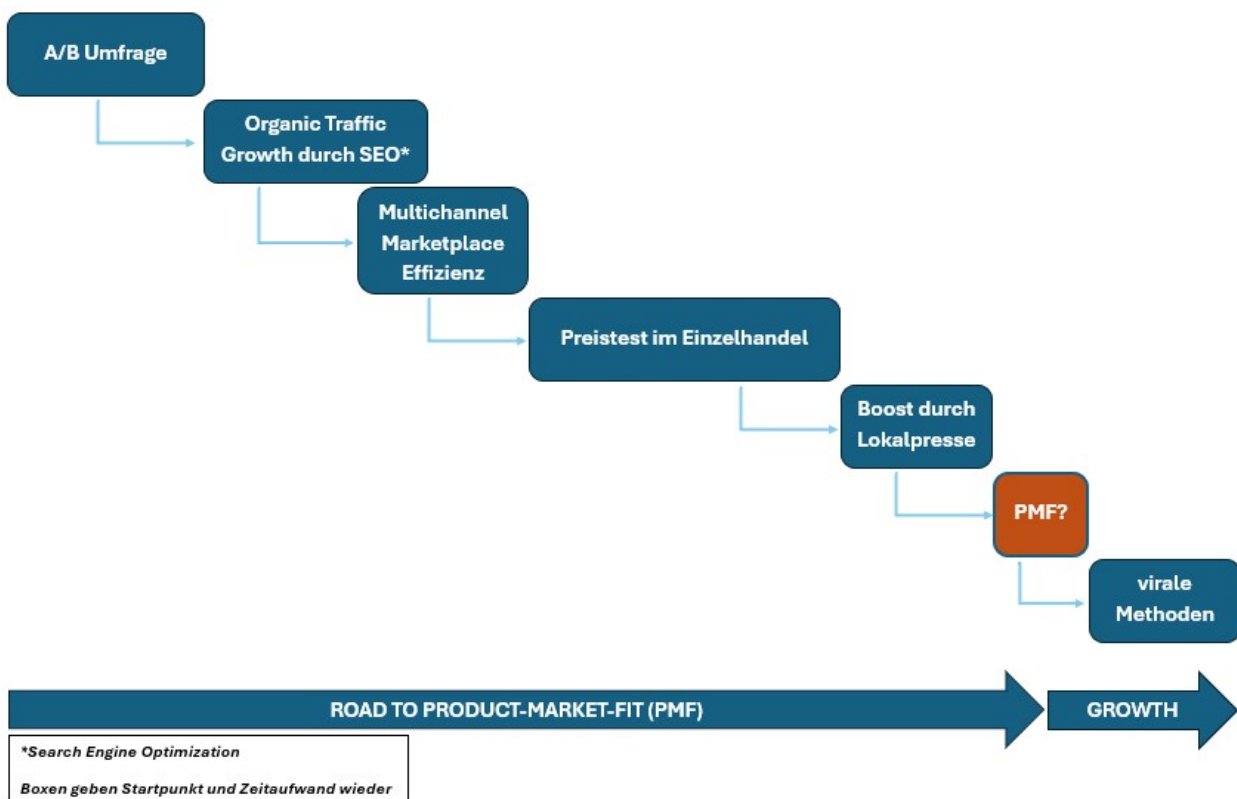 A/B Umfrage
Organic Traffic
Growth durch SEO*
Multichannel
Marketplace
Effizienz
Preistest im Einzelhandel
Boost durch
Lokalpresse
PMF?
virale
Methoden
ROAD TO PRODUCT-MARKET-FIT (PMF)
GROWTH
*Search Engine Optimization
Boxen geben Startpunkt und Zeitaufwand wieder